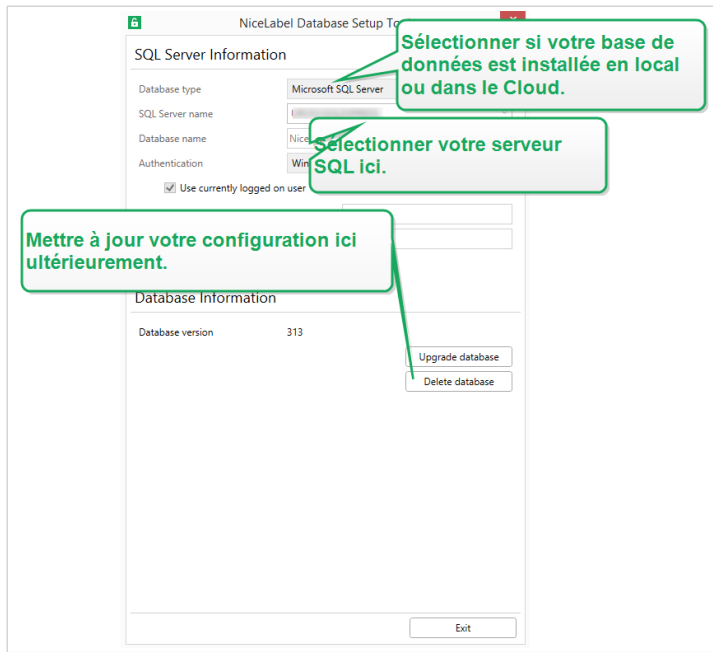 NiceLabel Database Setup To
Sélectionner si votre base de
données est installée en local
ou dans le Cloud.
SQL Server Information
Database type
Microsoft SQL Server
SQL Server name
Database name
Nice
Sélectionner votre serveur
SQL ici.
Authentication
Win
Use currently logged on user
Mettre à jour votre configuration ici
ultérieurement.
Database Information
Database version
313
Upgrade database
Delete database
Exit